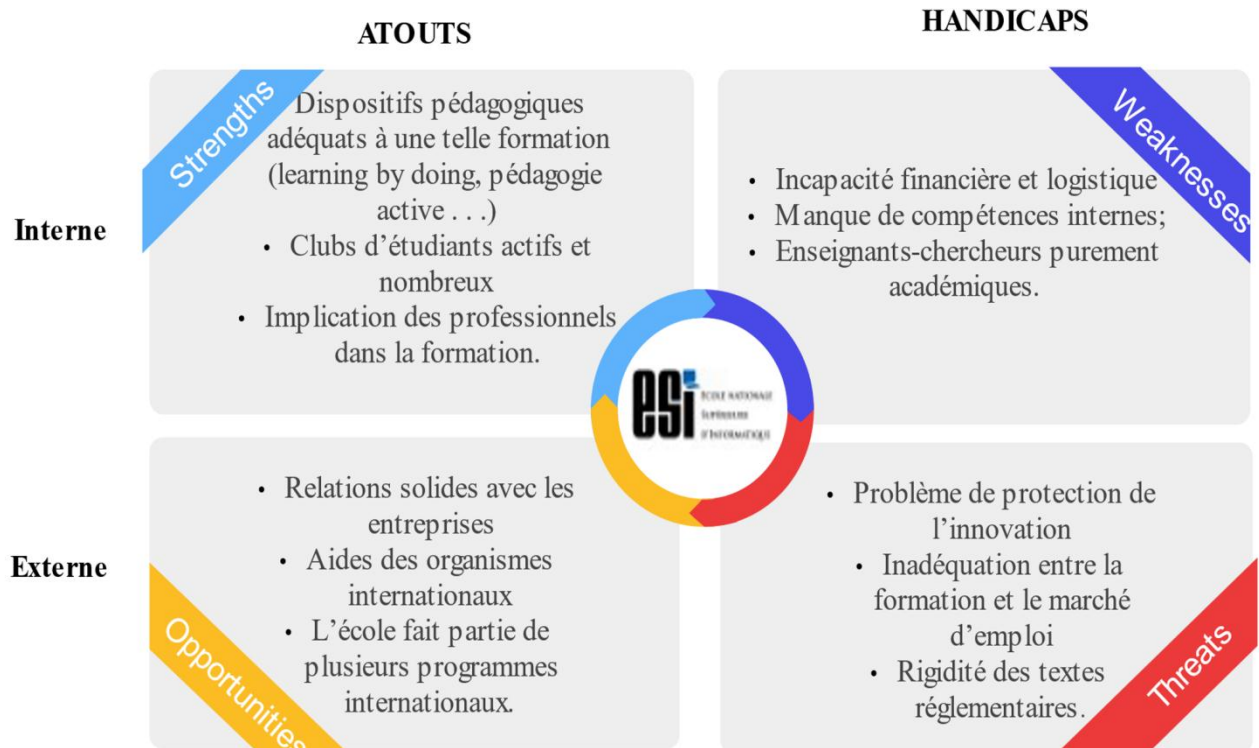 ATOUTS
HANDICAPS
Interne
Strengths
Dispositifs pédagogiques
adéquats à une telle formation
(learning by doing, pédagogie
active . . .)
• Clubs d'étudiants actifs et
nombreux
• Implication des professionnels
dans la formation.
Weaknesses
• Incapacité financière et logistique
• Manque de compétences internes;
• Enseignants-chercheurs purement
académiques.
esi
ÉCOLE NATIONALE
SUPÉRIEURE
D'INFORMATIQUE
Externe
• Relations solides avec les
entreprises
• Aides des organismes
internationaux
• L'école fait partie de
plusieurs programmes
internationaux.
Opportunities
• Problème de protection de
l'innovation
• Inadéquation entre la
formation et le marché
d'emploi
• Rigidité des textes
réglementaires.
Threats